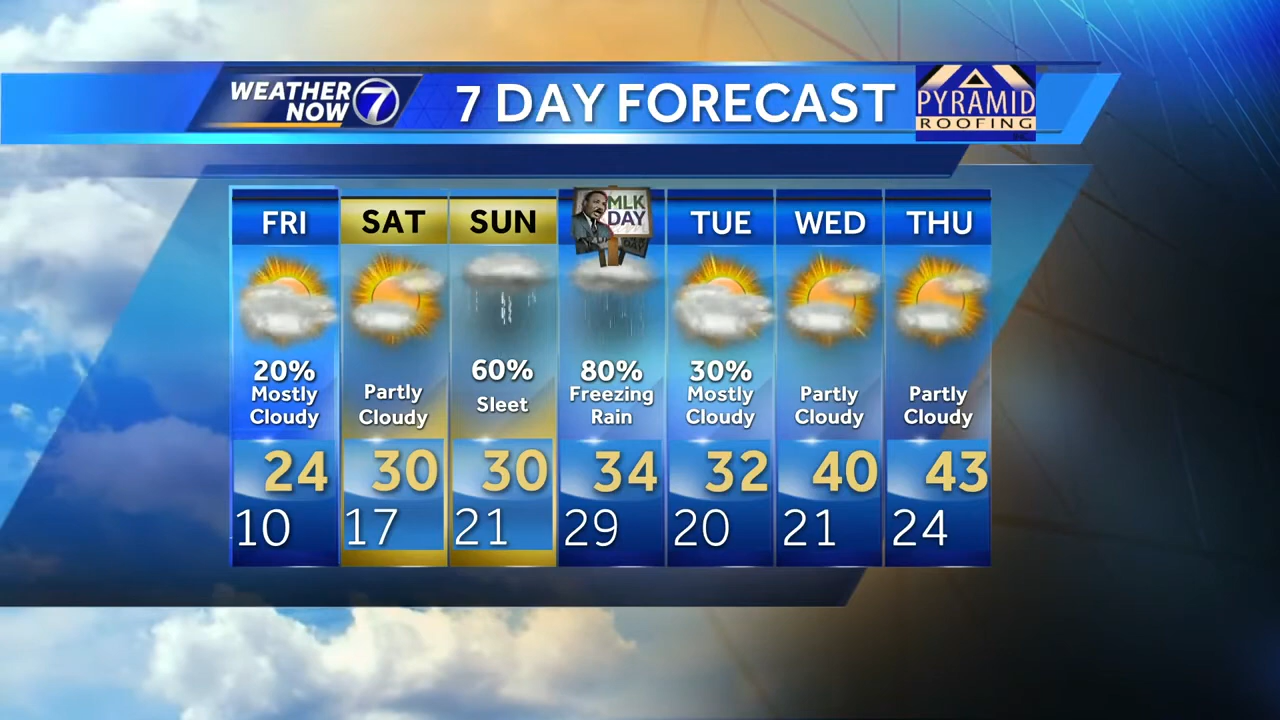 WEATHER
NOW 7
7 DAY FORECAST
PYRAMID
ROOFING
FRI
SAT
SUN
MLK
DAY
TUE
WED
THU
20%
Mostly
Cloudy
Partly
Cloudy
60%
Sleet
80%
Freezing
Rain
30%
Mostly
Cloudy
Partly
Cloudy
Partly
Cloudy
24 30 30 34 32 40 43
10 17 21 29 20 21 24